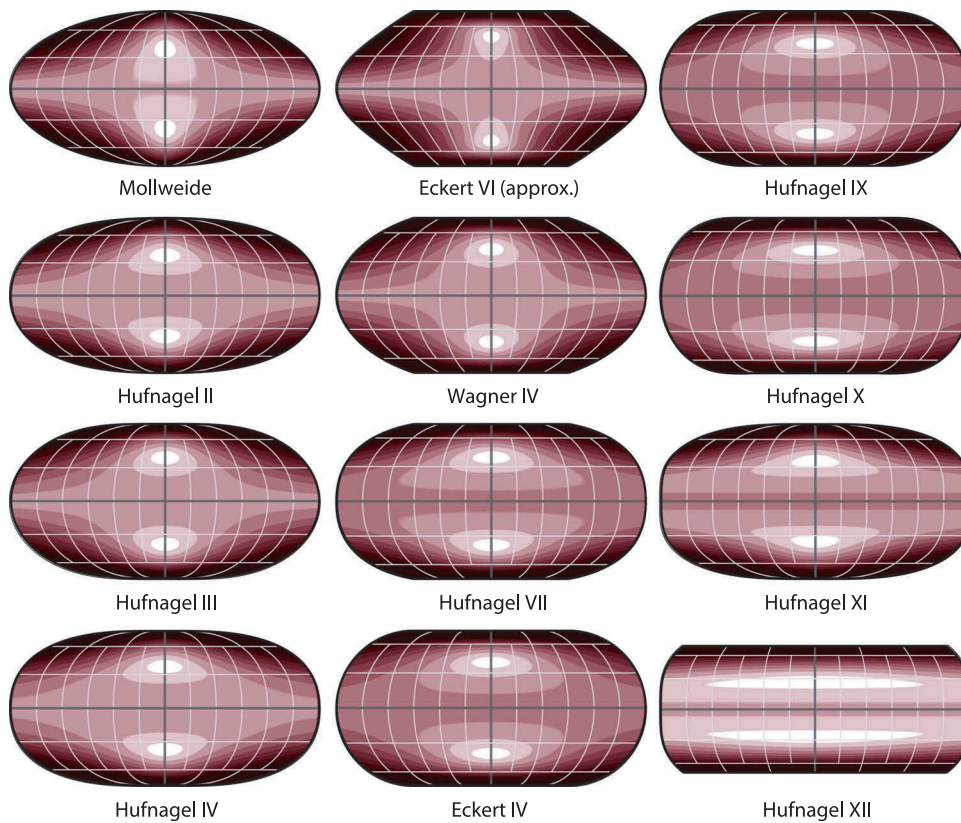 Mollweide
Eckert VI (approx.)
Hufnagel IX
Hufnagel II
Wagner IV
Hufnagel X
Hufnagel III
Hufnagel VII
Hufnagel XI
Hufnagel IV
Eckert IV
Hufnagel XII